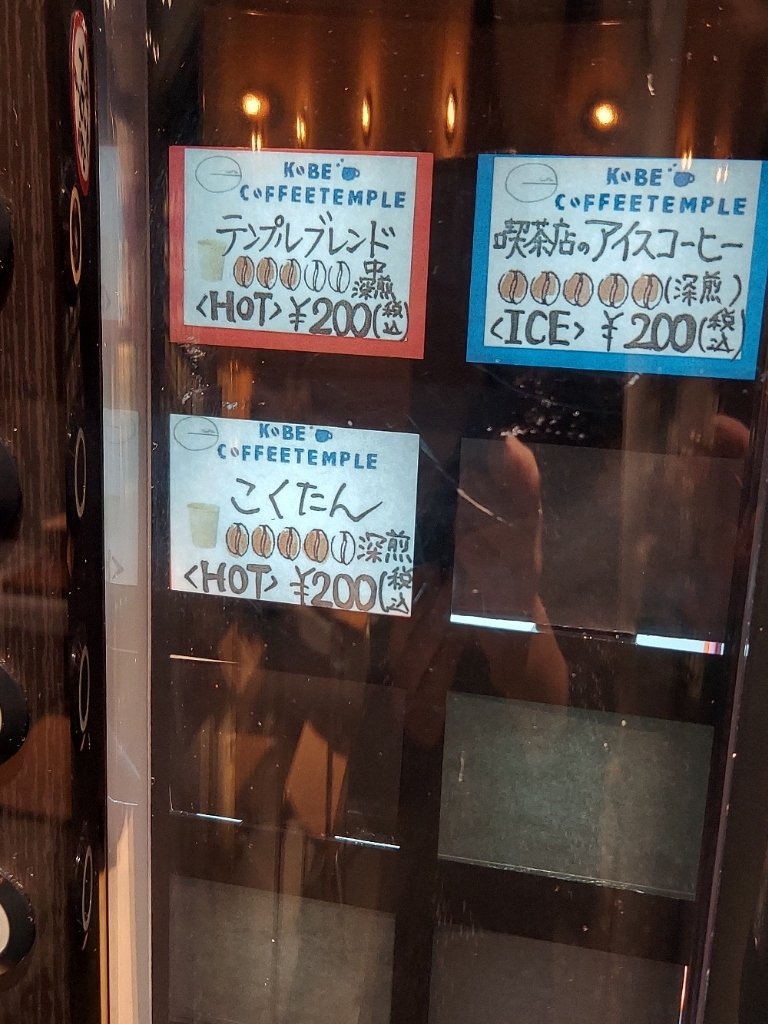 KOBE
COFFEETEMPLE
テンプルブレンド
中深煎
<HOT> ¥200(税込)
KOBE
COFFEETEMPLE
喫茶店のアイスコーヒー
(深煎)
<ICE> ¥200(税込)
KOBE
COFFEETEMPLE
こくたん
深煎
<HOT> ¥200(税込)